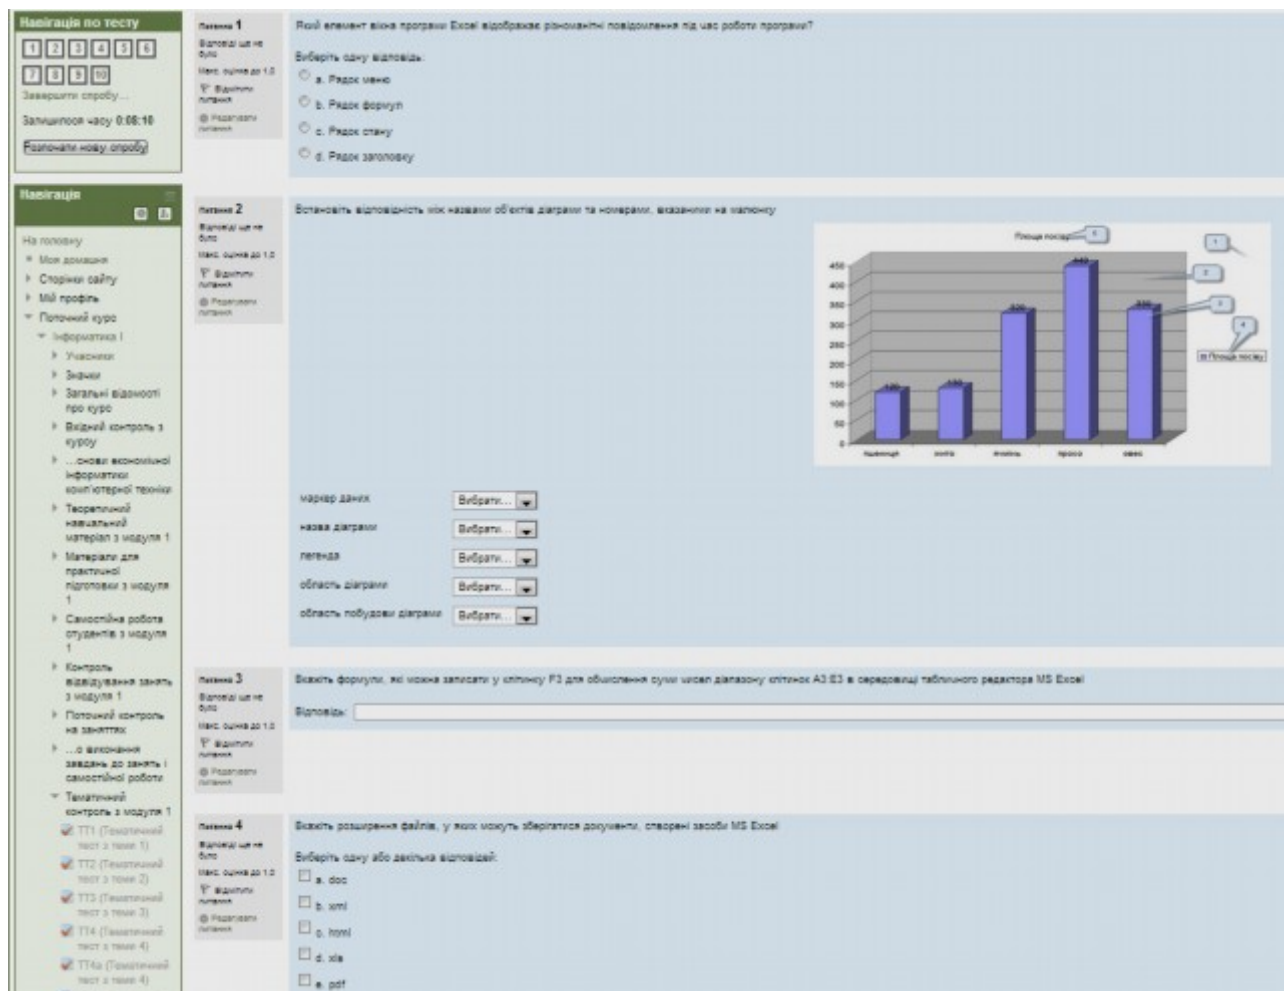 Навігація по тесту
1 2 3 4 5 6
7 8 9 10
Завершити спробу...
Залишилося часу 0:08:10
Розпочати нову спробу
Навігація
На головну
Моя домашня
Сторінки сайту
Мій профіль
Поточний курс
Інформатика I
Учасники
Значки
Загальні відомості
про курс
Вхідний контроль з
курсу
...снови економічної
інформатики
комп'ютерної техніки
Теоретичний
навчальний
матеріал з модуля 1
Матеріали для
практичної
підготовки з модуля
1
Самостійна робота
студентів з модуля
1
Контроль
відвідування занять
з модуля 1
Поточний контроль
на заняттях
...о виконання
завдань до занять і
самостійної роботи
Тематичний
контроль з модуля 1
ТТ1 (Тематичний
тест з теми 1)
ТТ2 (Тематичний
тест з теми 2)
ТТ3 (Тематичний
тест з теми 3)
ТТ4 (Тематичний
тест з теми 4)
ТТ4а (Тематичний
тест з теми 4)
Питання 1
Відповіді ще не
було
Макс. оцінка до 1,0
Відмітити
питання
Редагувати
питання
Який елемент вікна програми Excel відображає різноманітні повідомлення під час роботи програми?
Виберіть одну відповідь:
a. Рядок меню
b. Рядок формул
c. Рядок стану
d. Рядок заголовку
Питання 2
Відповіді ще не
було
Макс. оцінка до 1,0
Відмітити
питання
Редагувати
питання
Встановіть відповідність між назвами об'єктів діаграми та номерами, вказаними на малюнку
Площа посіву
1
2
3
4
5
450
400
350
300
250
200
150
100
50
0
120 130 320 440 330
пшениця жито ячмінь просо овес
Площа посіву
маркер даних Вибрати...
назва діаграми Вибрати...
легенда Вибрати...
область діаграми Вибрати...
область побудови діаграми Вибрати...
Питання 3
Відповіді ще не
було
Макс. оцінка до 1,0
Відмітити
питання
Редагувати
питання
Вкажіть формули, які можна записати у клітинку F3 для обчислення суми чисел діапазону клітинок A3:E3 в середовищі табличного редактора MS Excel
Відповідь:
Питання 4
Відповіді ще не
було
Макс. оцінка до 1,0
Відмітити
питання
Редагувати
питання
Вкажіть розширення файлів, у яких можуть зберігатися документи, створені засоби MS Excel
Виберіть одну або декілька відповідей:
a. doc
b. xml
c. html
d. xls
e. pdf